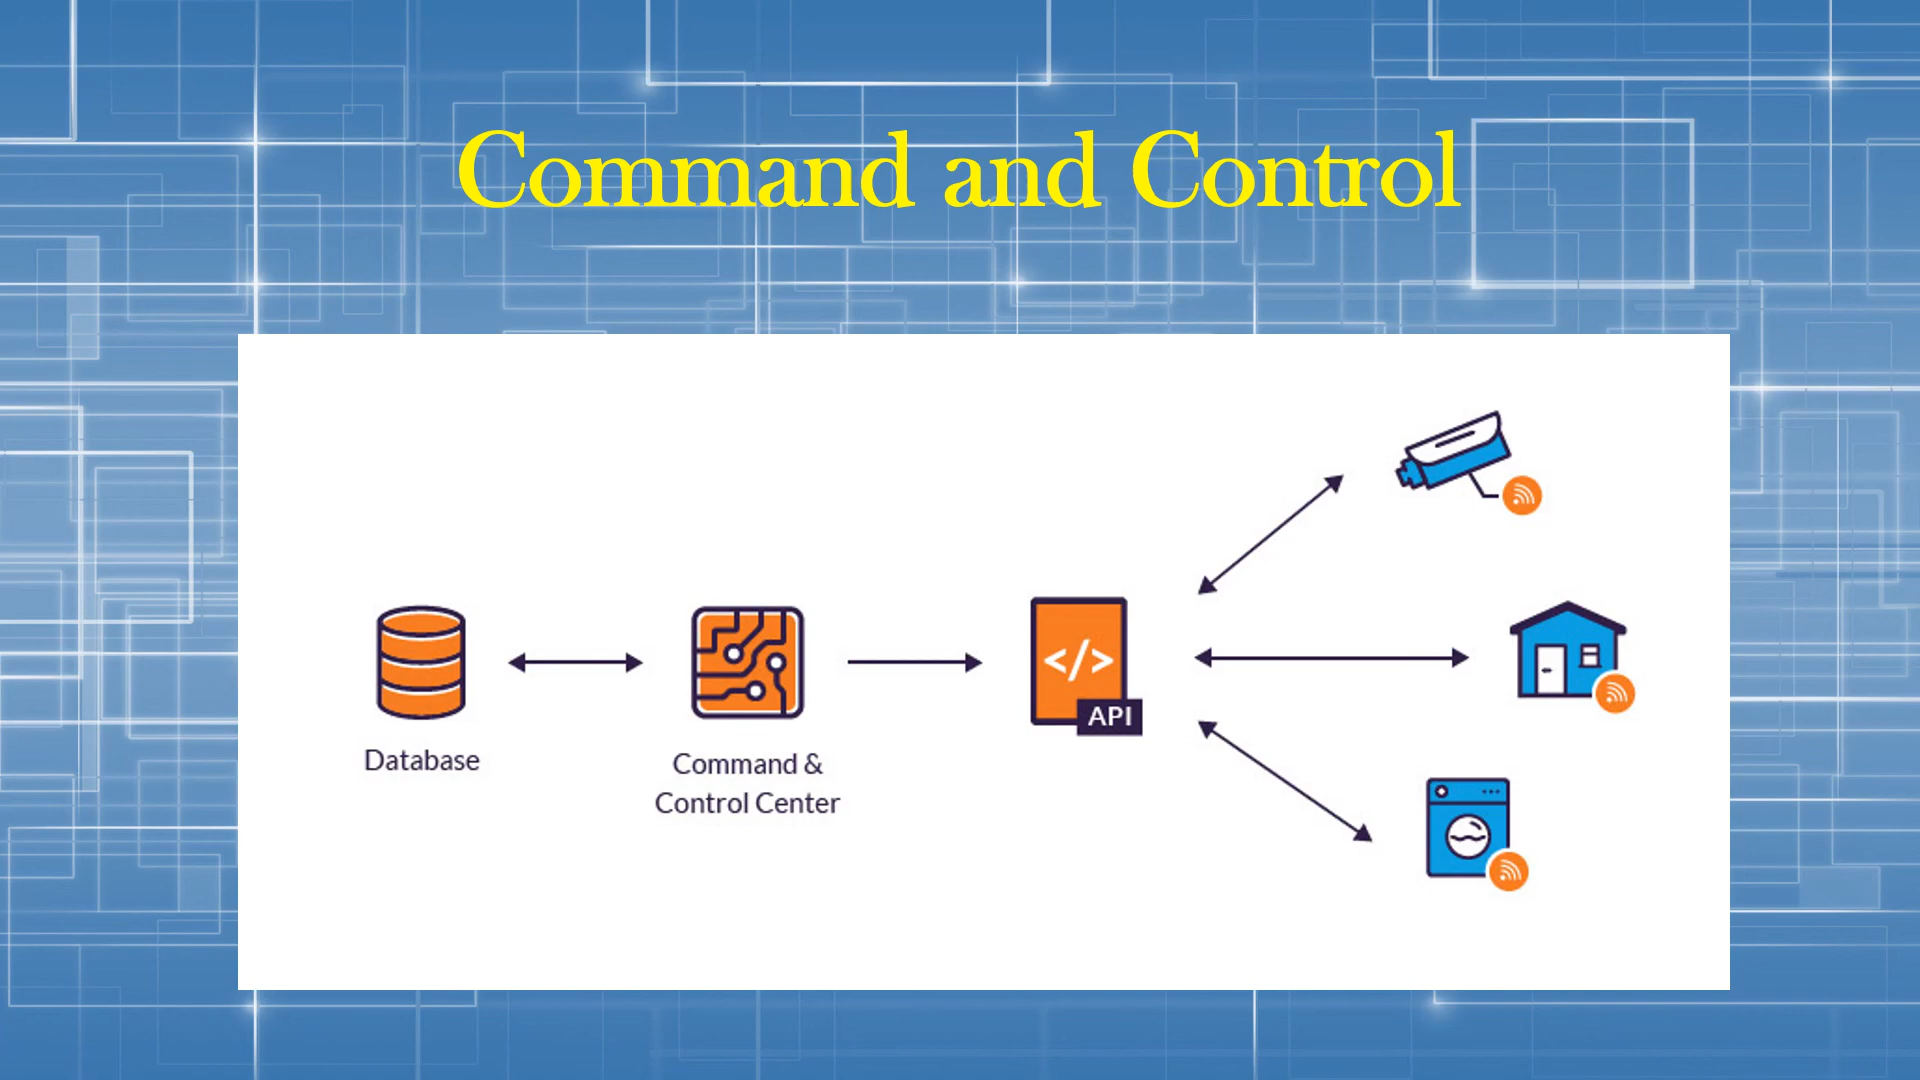 Command and Control
Database
Command &
Control Center
</>
API